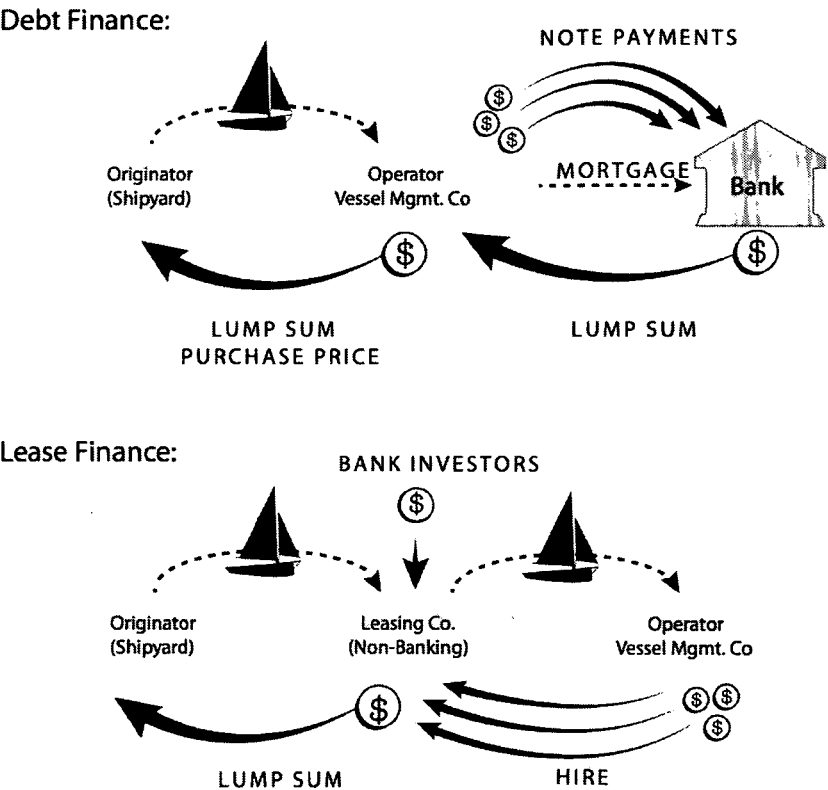 Debt Finance:
NOTE PAYMENTS
$
$
$
Originator
(Shipyard)
Operator
Vessel Mgmt. Co
MORTGAGE
Bank
$
$
LUMP SUM
PURCHASE PRICE
LUMP SUM
Lease Finance:
BANK INVESTORS
$
Originator
(Shipyard)
Leasing Co.
(Non-Banking)
Operator
Vessel Mgmt. Co
$
$
$
$
LUMP SUM
HIRE